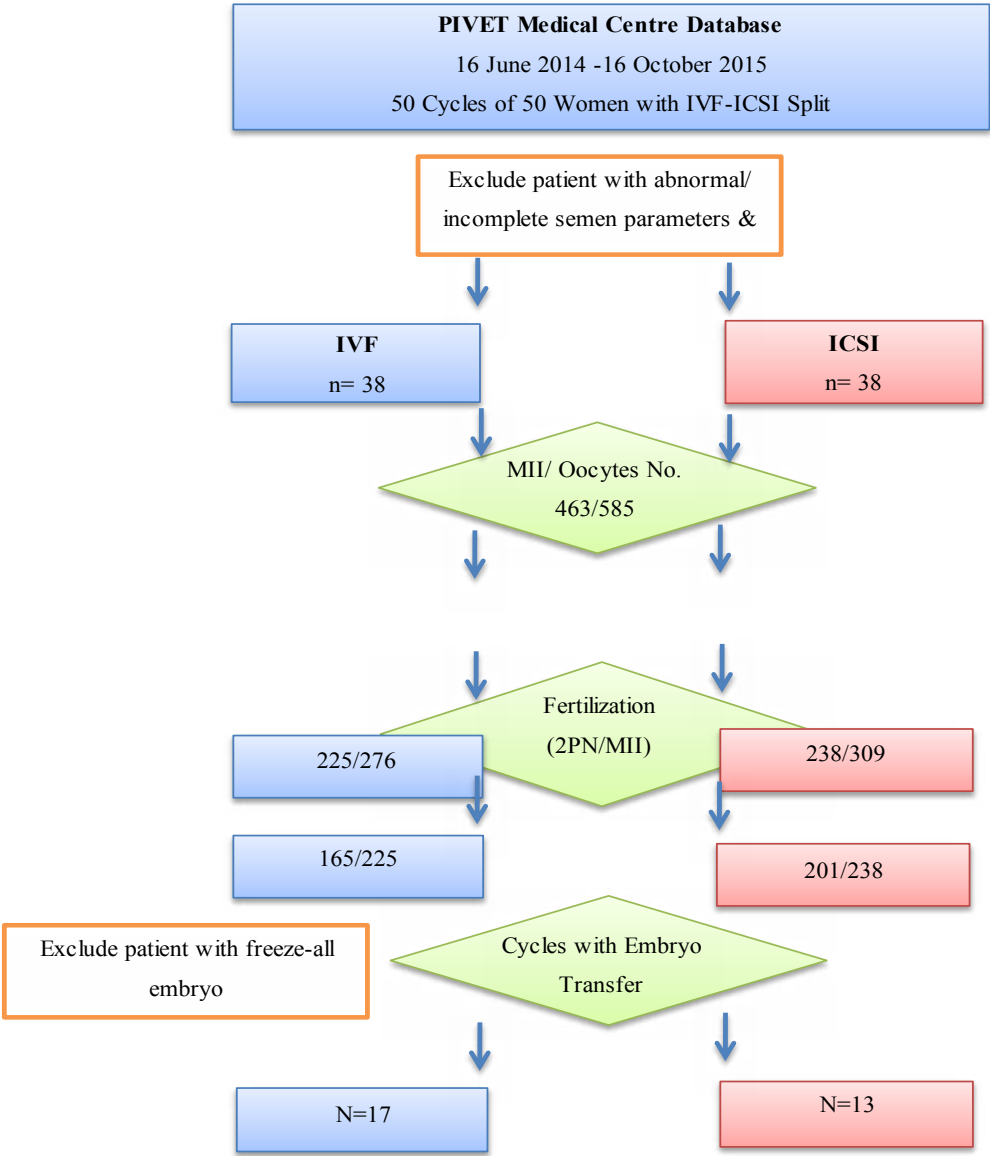 PIVET Medical Centre Database
16 June 2014 -16 October 2015
50 Cycles of 50 Women with IVF-ICSI Split
Exclude patient with abnormal/
incomplete semen parameters &
IVF
n= 38
ICSI
n= 38
MII/ Oocytes No.
463/585
Fertilization
(2PN/MII)
225/276
238/309
165/225
201/238
Exclude patient with freeze-all
embryo
Cycles with Embryo
Transfer
N=17
N=13